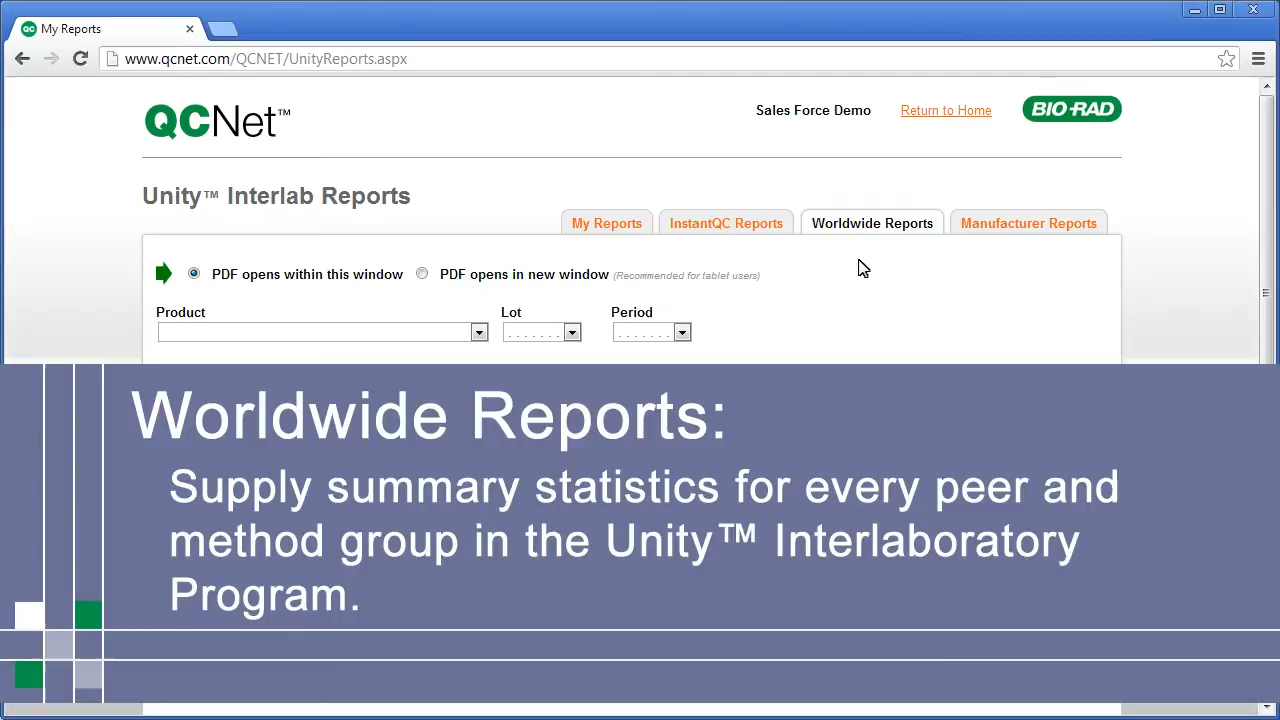 My Reports
www.qcnet.com/QCNET/UnityReports.aspx
QCNet™
Sales Force Demo
Return to Home
BIO-RAD
Unity™ Interlab Reports
My Reports
InstantQC Reports
Worldwide Reports
Manufacturer Reports
PDF opens within this window
PDF opens in new window (Recommended for tablet users)
Product
Lot
Period
. . . . . . .
. . . . . . .
Worldwide Reports:
Supply summary statistics for every peer and
method group in the Unity™ Interlaboratory
Program.